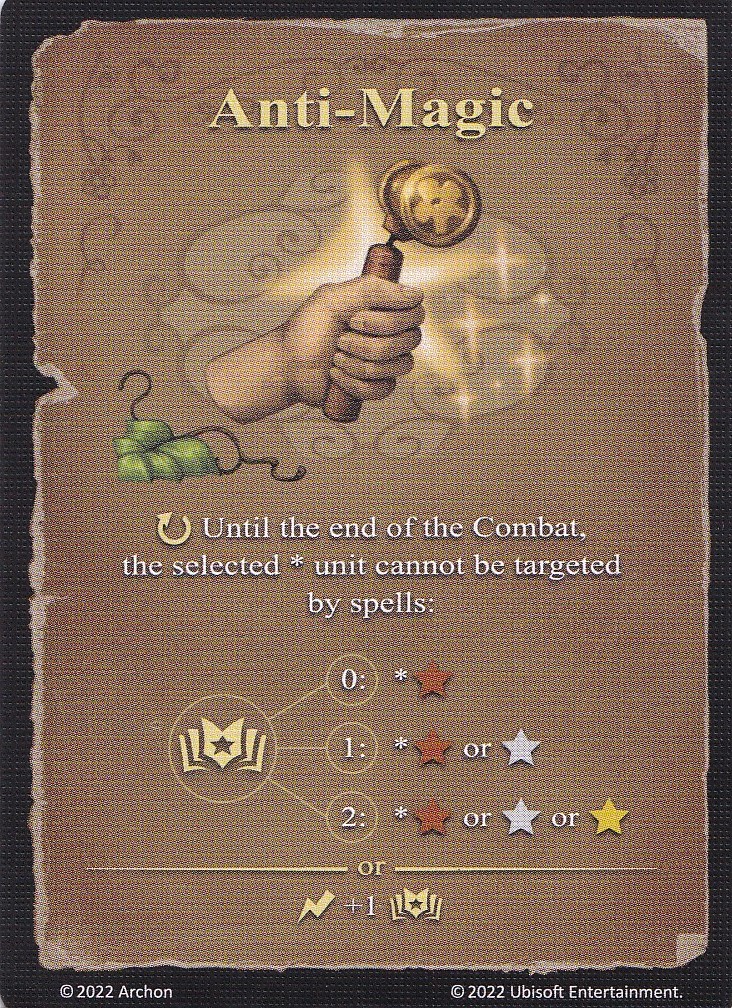 Anti-Magic
Until the end of the Combat,
the selected * unit cannot be targeted
by spells:
0: *
1: * or
2: * or or
or
+1
© 2022 Archon
© 2022 Ubisoft Entertainment.